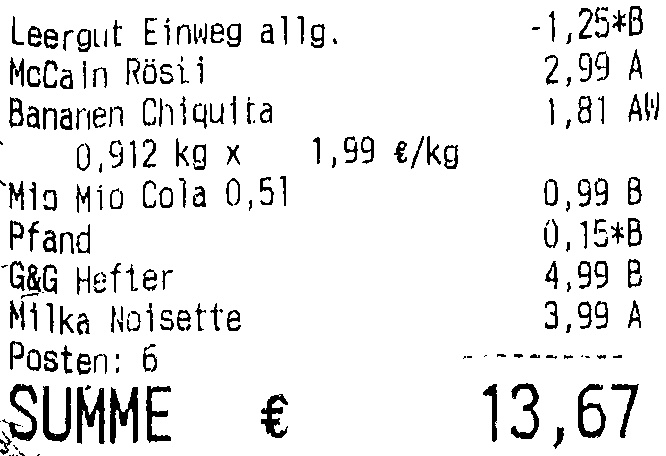 Leergut Einweg allg. -1,25*B
McCain Rösti 2,99 A
Bananen Chiquita 1,81 AW
0,912 kg x 1,99 €/kg
Mio Mio Cola 0,5l 0,99 B
Pfand 0,15*B
G&G Hefter 4,99 B
Milka Noisette 3,99 A
Posten: 6
----------
SUMME € 13,67